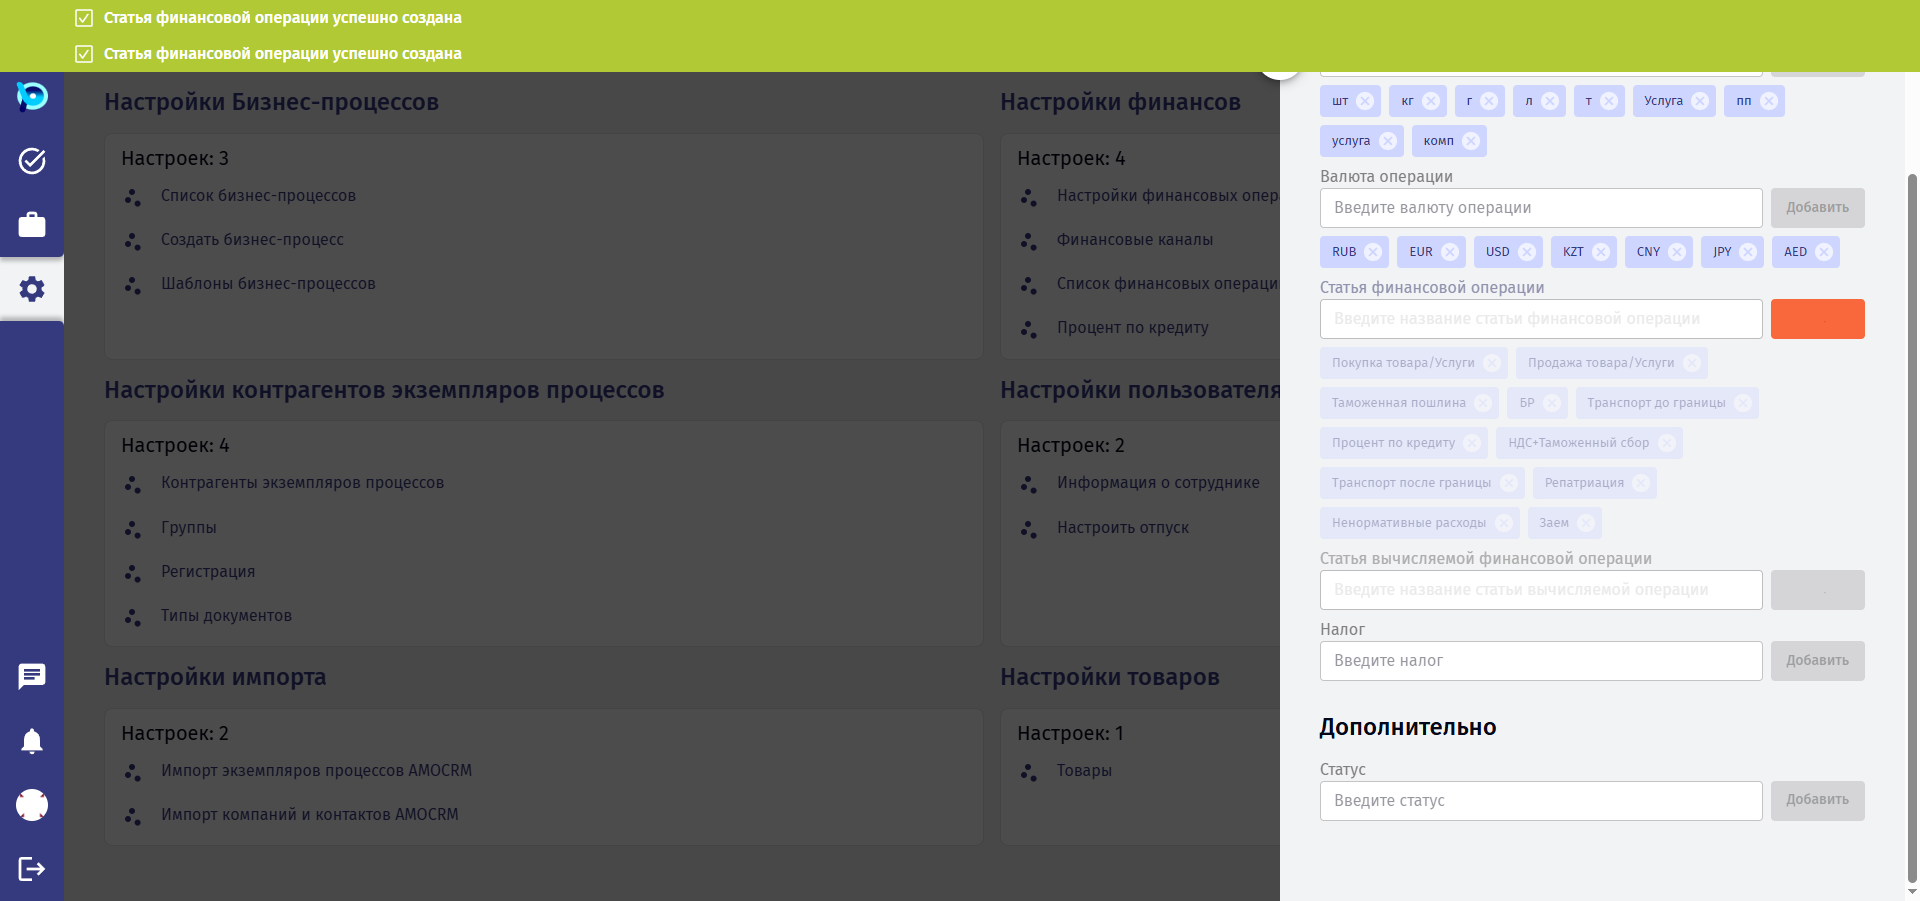 Статья финансовой операции успешно создана
Статья финансовой операции успешно создана
Настройки Бизнес-процессов
Настроек: 3
Список бизнес-процессов
Создать бизнес-процесс
Шаблоны бизнес-процессов
Настройки финансов
Настроек: 4
Настройки финансовых опер
Финансовые каналы
Список финансовых операци
Процент по кредиту
Настройки контрагентов экземпляров процессов
Настроек: 4
Контрагенты экземпляров процессов
Группы
Регистрация
Типы документов
Настройки пользователя
Настроек: 2
Информация о сотруднике
Настроить отпуск
Настройки импорта
Настроек: 2
Импорт экземпляров процессов AMOCRM
Импорт компаний и контактов AMOCRM
Настройки товаров
Настроек: 1
Товары
шт кг г л т Услуга пп
услуга комп
Валюта операции
Введите валюту операции Добавить
RUB EUR USD KZT CNY JPY AED
Статья финансовой операции
Введите название статьи финансовой операции
Покупка товара/Услуги Продажа товара/Услуги
Таможенная пошлина БР Транспорт до границы
Процент по кредиту НДС+Таможенный сбор
Транспорт после границы Репатриация
Ненормативные расходы Заем
Статья вычисляемой финансовой операции
Введите название статьи вычисляемой операции
Налог
Введите налог Добавить
Дополнительно
Статус
Введите статус Добавить